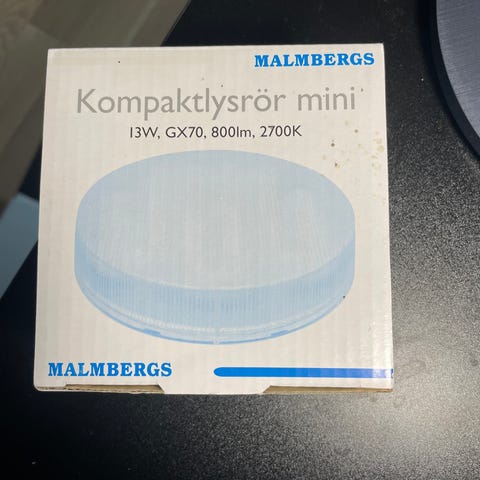 MALMBERGS
Kompaktlysrör mini
13W, GX70, 800lm, 2700K
MALMBERGS